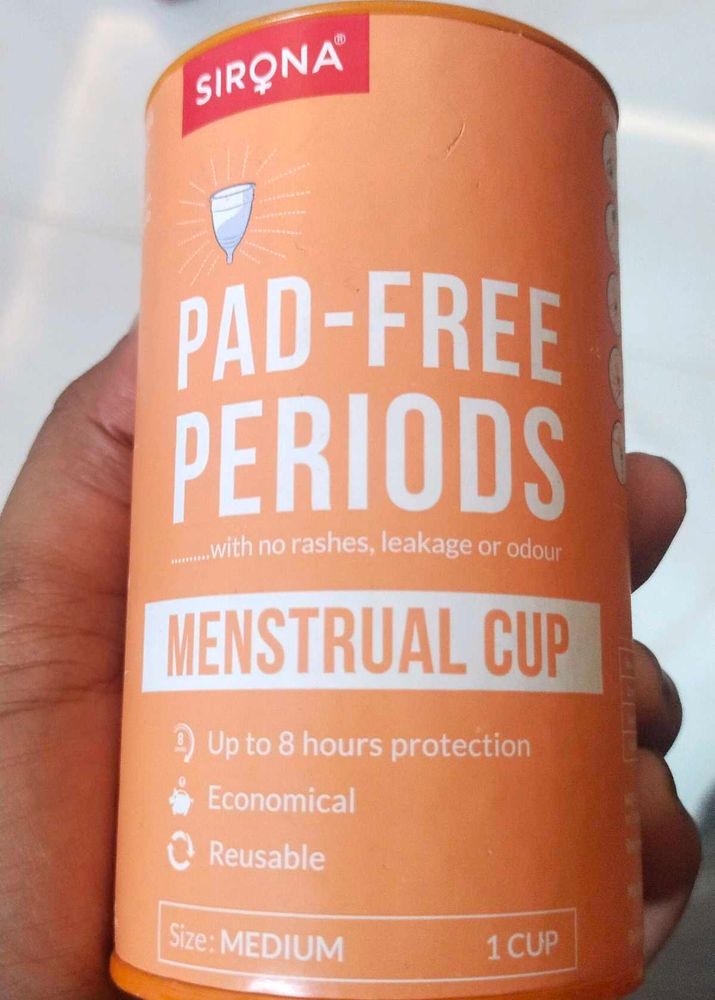 SIRONA®
PAD-FREE
PERIODS
..........with no rashes, leakage or odour
MENSTRUAL CUP
8
Up to 8 hours protection
Economical
Reusable
Size: MEDIUM
1 CUP